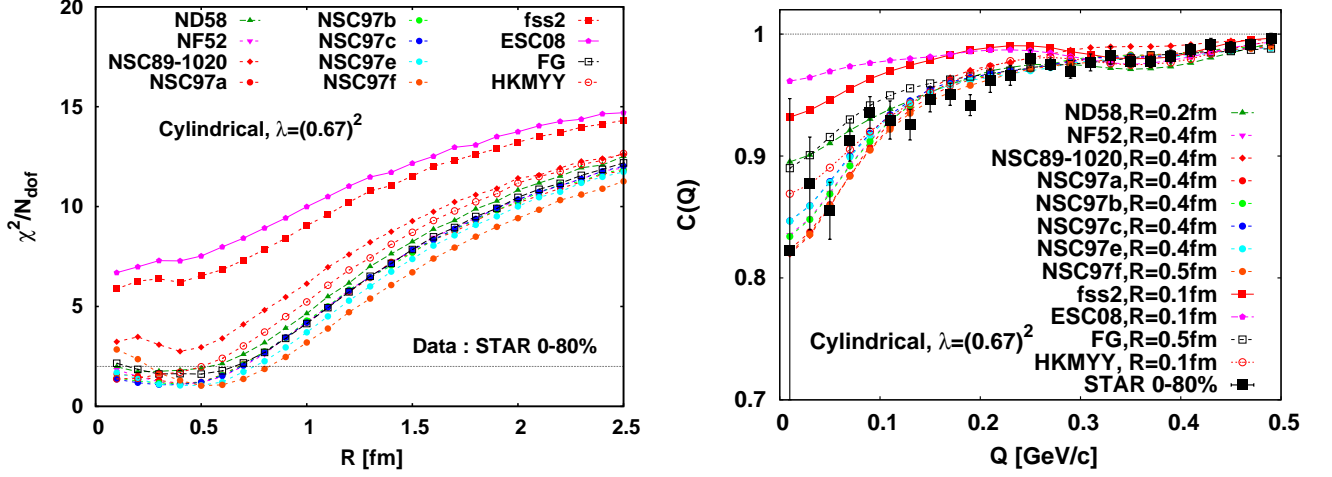 ND58
NF52
NSC89-1020
NSC97a
NSC97b
NSC97c
NSC97e
NSC97f
fss2
ESC08
FG
HKMYY
Cylindrical, λ=(0.67)²
Data : STAR 0-80%
χ²/N_dof
20
15
10
5
0
0 0.5 1 1.5 2 2.5
R [fm]
C(Q)
1
0.9
0.8
0.7
ND58,R=0.2fm
NF52,R=0.4fm
NSC89-1020,R=0.4fm
NSC97a,R=0.4fm
NSC97b,R=0.4fm
NSC97c,R=0.4fm
NSC97e,R=0.4fm
NSC97f,R=0.5fm
fss2,R=0.1fm
ESC08,R=0.1fm
FG,R=0.5fm
HKMYY, R=0.1fm
STAR 0-80%
Cylindrical, λ=(0.67)²
0 0.1 0.2 0.3 0.4 0.5
Q [GeV/c]